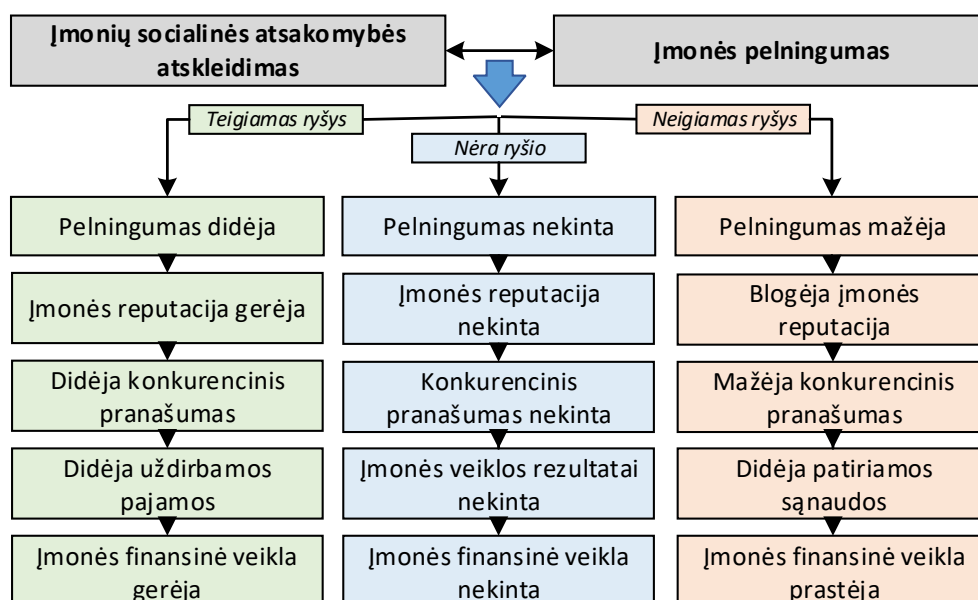 Įmonių socialinės atsakomybės
atskleidimas
Įmonės pelningumas
Teigiamas ryšys
Nėra ryšio
Neigiamas ryšys
Pelningumas didėja
Įmonės reputacija gerėja
Didėja konkurencinis
pranašumas
Didėja uždirbamos
pajamos
Įmonės finansinė veikla
gerėja
Pelningumas nekinta
Įmonės reputacija
nekinta
Konkurencinis
pranašumas nekinta
Įmonės veiklos rezultatai
nekinta
Įmonės finansinė veikla
nekinta
Pelningumas mažėja
Blogėja įmonės
reputacija
Mažėja konkurencinis
pranašumas
Didėja patiriamos
sąnaudos
Įmonės finansinė veikla
prastėja